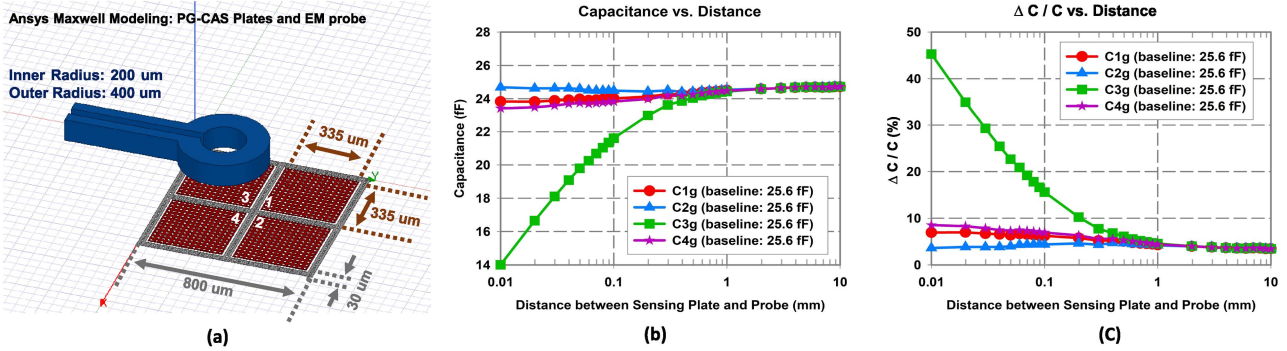 Ansys Maxwell Modeling: PG-CAS Plates and EM probe
Inner Radius: 200 um
Outer Radius: 400 um
335 um
Y
335 um
3
1
4
2
800 um
30 um
X
(a)
Capacitance vs. Distance
Capacitance (fF)
28
26
24
22
20
18
16
14
C1g (baseline: 25.6 fF)
C2g (baseline: 25.6 fF)
C3g (baseline: 25.6 fF)
C4g (baseline: 25.6 fF)
0.01
0.1
1
10
Distance between Sensing Plate and Probe (mm)
(b)
Δ C / C vs. Distance
Δ C / C (%)
50
40
30
20
10
0
C1g (baseline: 25.6 fF)
C2g (baseline: 25.6 fF)
C3g (baseline: 25.6 fF)
C4g (baseline: 25.6 fF)
0.01
0.1
1
10
Distance between Sensing Plate and Probe (mm)
(C)